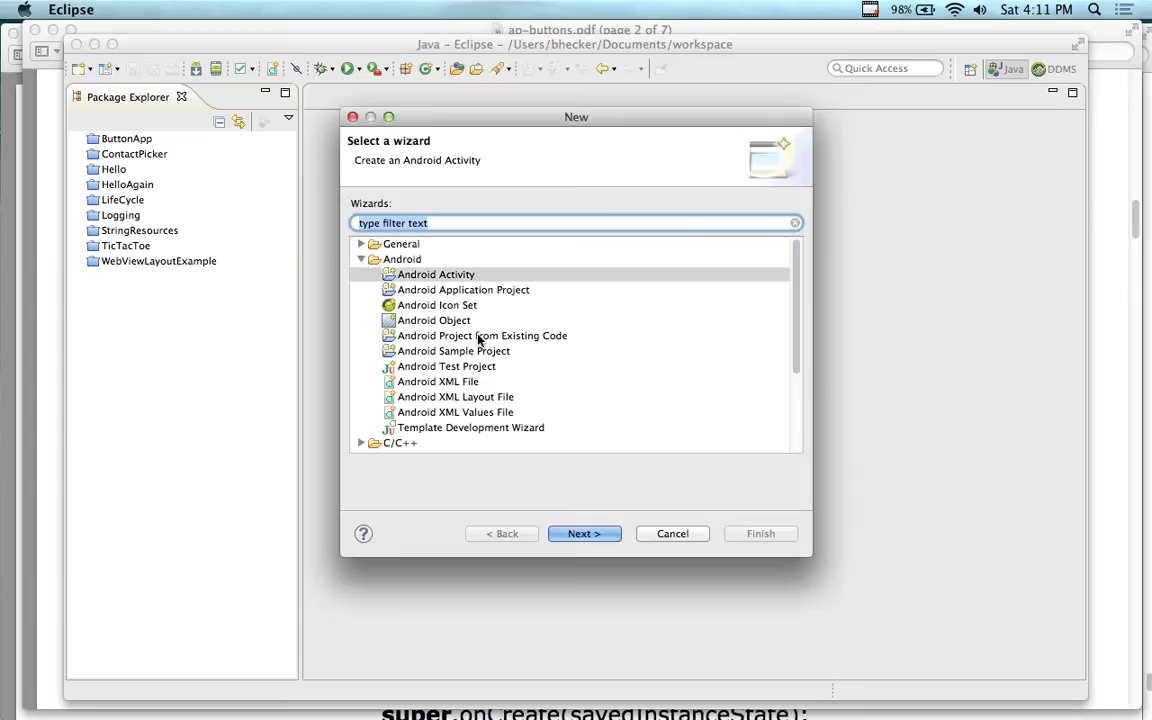 Eclipse
98%
Sat 4:11 PM
ap-buttons.pdf (page 2 of 7)
Java – Eclipse – /Users/bhecker/Documents/workspace
Quick Access
Java
DDMS
Package Explorer
ButtonApp
ContactPicker
Hello
HelloAgain
LifeCycle
Logging
StringResources
TicTacToe
WebViewLayoutExample
New
Select a wizard
Create an Android Activity
Wizards:
type filter text
General
Android
Android Activity
Android Application Project
Android Icon Set
Android Object
Android Project from Existing Code
Android Sample Project
Android Test Project
Android XML File
Android XML Layout File
Android XML Values File
Template Development Wizard
C/C++
?
< Back
Next >
Cancel
Finish
super.onCreate(savedInstanceState);